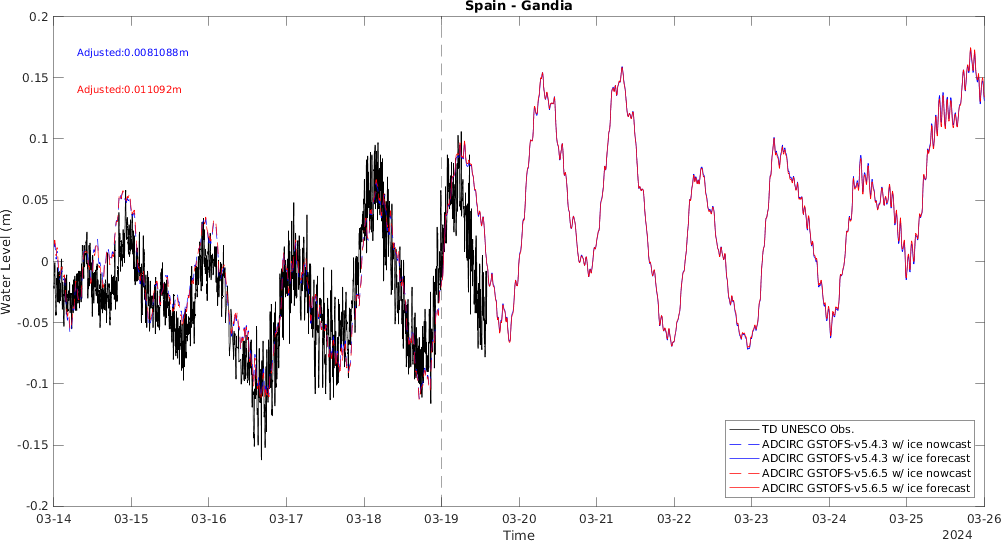 Spain - Gandia
Adjusted:0.0081088m
Adjusted:0.011092m
0.2
0.15
0.1
0.05
0
-0.05
-0.1
-0.15
-0.2
Water Level (m)
TD UNESCO Obs.
ADCIRC GSTOFS-v5.4.3 w/ ice nowcast
ADCIRC GSTOFS-v5.4.3 w/ ice forecast
ADCIRC GSTOFS-v5.6.5 w/ ice nowcast
ADCIRC GSTOFS-v5.6.5 w/ ice forecast
03-14 03-15 03-16 03-17 03-18 03-19 03-20 03-21 03-22 03-23 03-24 03-25 03-26
Time
2024